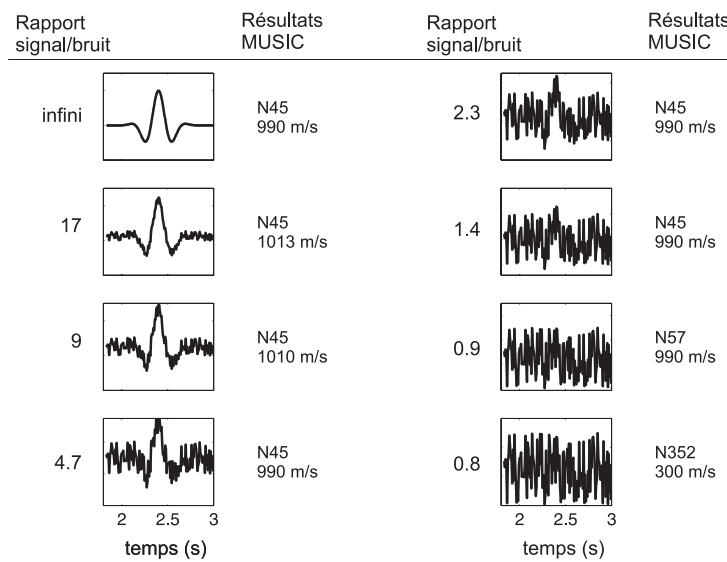 Rapport
signal/bruit
Résultats
MUSIC
infini
N45
990 m/s
17
N45
1013 m/s
9
N45
1010 m/s
4.7
N45
990 m/s
2
2.5
3
temps (s)
Rapport
signal/bruit
Résultats
MUSIC
2.3
N45
990 m/s
1.4
N45
990 m/s
0.9
N57
990 m/s
0.8
N352
300 m/s
2
2.5
3
temps (s)